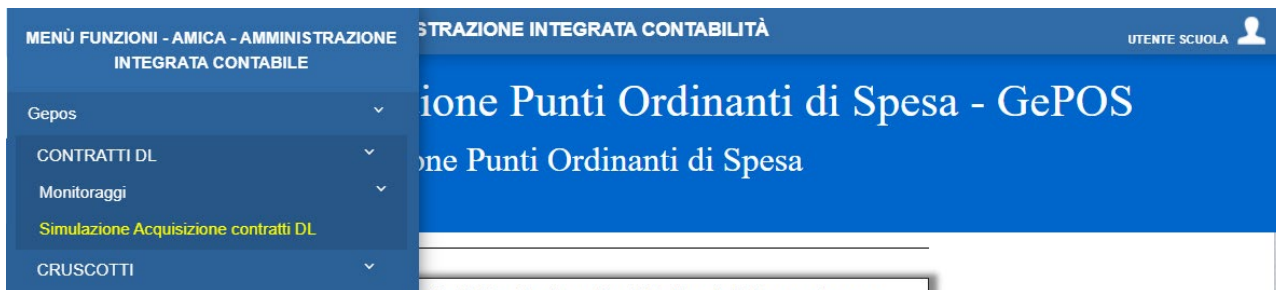 MENÙ FUNZIONI - AMICA - AMMINISTRAZIONE
INTEGRATA CONTABILE
STRAZIONE INTEGRATA CONTABILITÀ
UTENTE SCUOLA
Gepos
CONTRATTI DL
Monitoraggi
Simulazione Acquisizione contratti DL
CRUSCOTTI
ione Punti Ordinanti di Spesa - GePOS
one Punti Ordinanti di Spesa